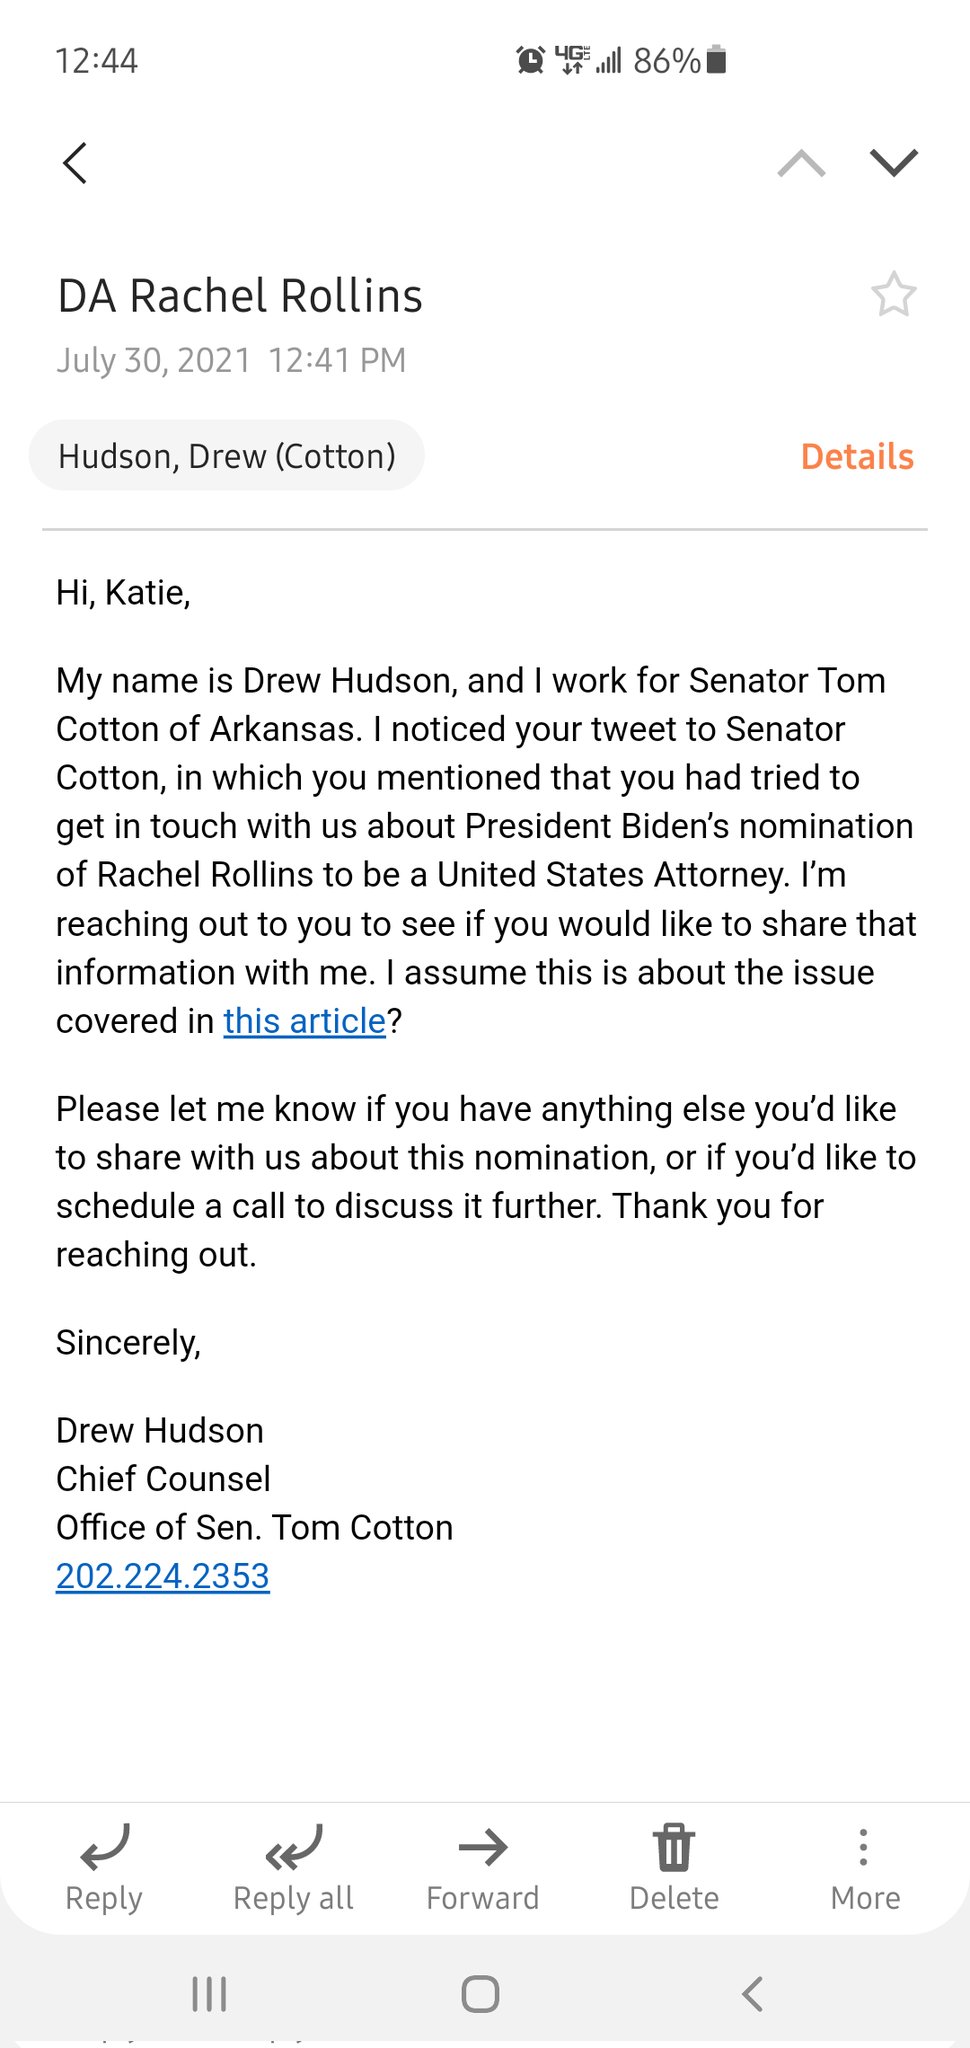 12:44 4G LTE 86%
DA Rachel Rollins
July 30, 2021 12:41 PM
Hudson, Drew (Cotton) Details
Hi, Katie,
My name is Drew Hudson, and I work for Senator Tom
Cotton of Arkansas. I noticed your tweet to Senator
Cotton, in which you mentioned that you had tried to
get in touch with us about President Biden’s nomination
of Rachel Rollins to be a United States Attorney. I’m
reaching out to you to see if you would like to share that
information with me. I assume this is about the issue
covered in this article?
Please let me know if you have anything else you’d like
to share with us about this nomination, or if you’d like to
schedule a call to discuss it further. Thank you for
reaching out.
Sincerely,
Drew Hudson
Chief Counsel
Office of Sen. Tom Cotton
202.224.2353
Reply Reply all Forward Delete More